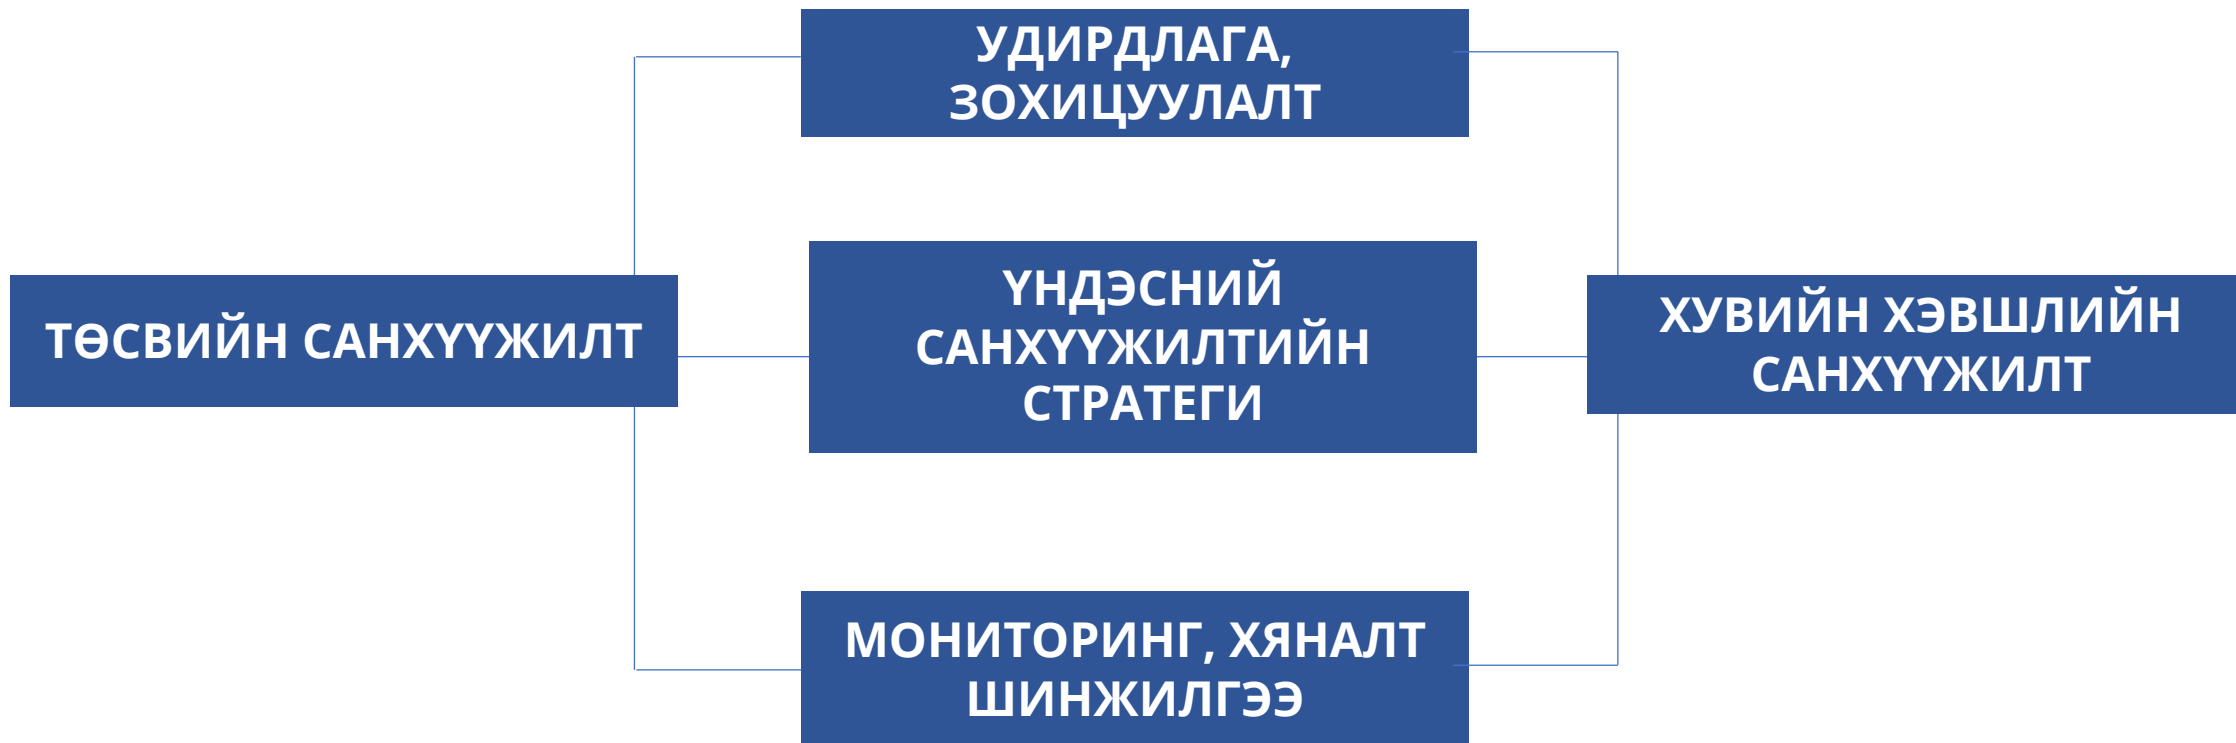 УДИРДЛАГА,
ЗОХИЦУУЛАЛТ
ТӨСВИЙН САНХҮҮЖИЛТ
ҮНДЭСНИЙ
САНХҮҮЖИЛТИЙН
СТРАТЕГИ
ХУВИЙН ХЭВШЛИЙН
САНХҮҮЖИЛТ
МОНИТОРИНГ, ХЯНАЛТ
ШИНЖИЛГЭЭ